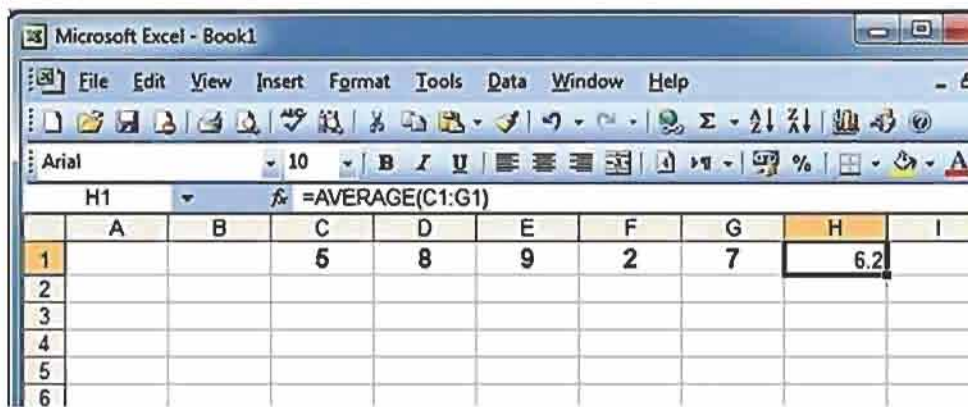 Microsoft Excel - Book1
File Edit View Insert Format Tools Data Window Help
Arial 10 B I U %
H1 fx =AVERAGE(C1:G1)
A B C D E F G H I
1 5 8 9 2 7 6.2
2
3
4
5
6